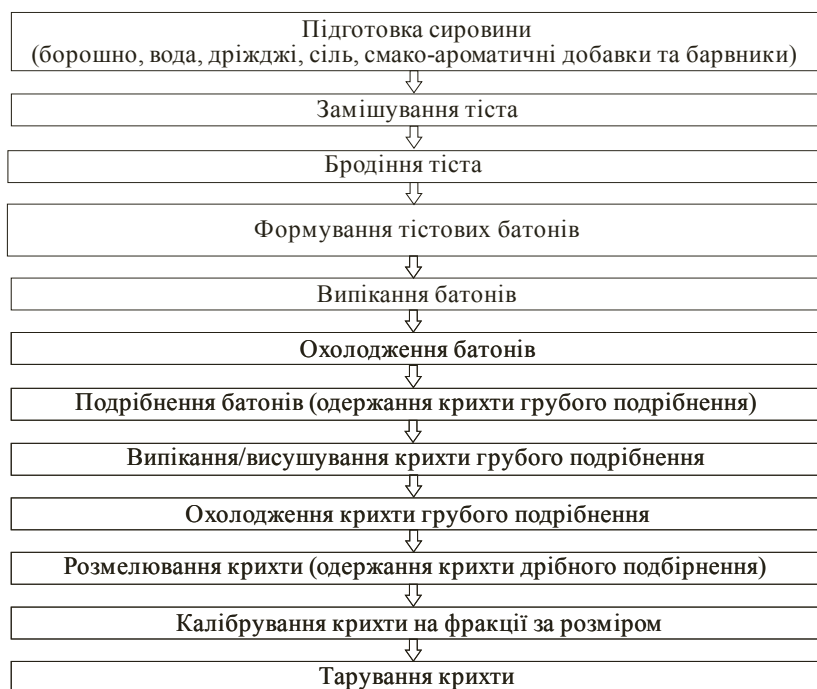 Підготовка сировини
(борошно, вода, дріжджі, сіль, смако-ароматичні добавки та барвники)
Замішування тіста
Бродіння тіста
Формування тістових батонів
Випікання батонів
Охолодження батонів
Подрібнення батонів (одержання крихти грубого подрібнення)
Випікання/висушування крихти грубого подрібнення
Охолодження крихти грубого подрібнення
Розмелювання крихти (одержання крихти дрібного подбірнення)
Калібрування крихти на фракції за розміром
Тарування крихти